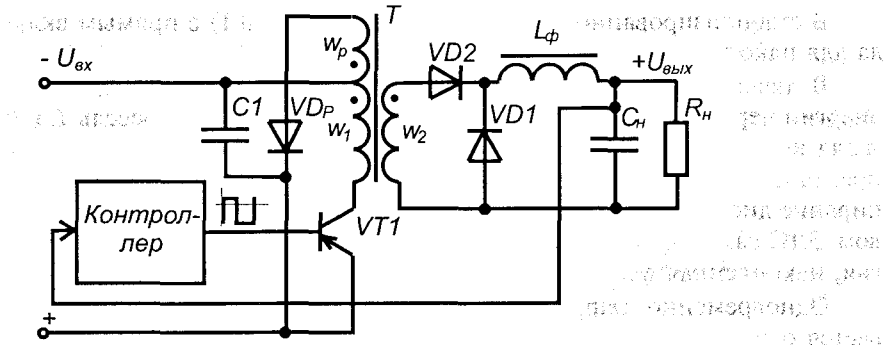 T
Lф
- Uвх
wр
VD2
+Uвых
C1
VDР
w1
w2
VD1
Cн
Rн
Контрол-
лер
VT1
+